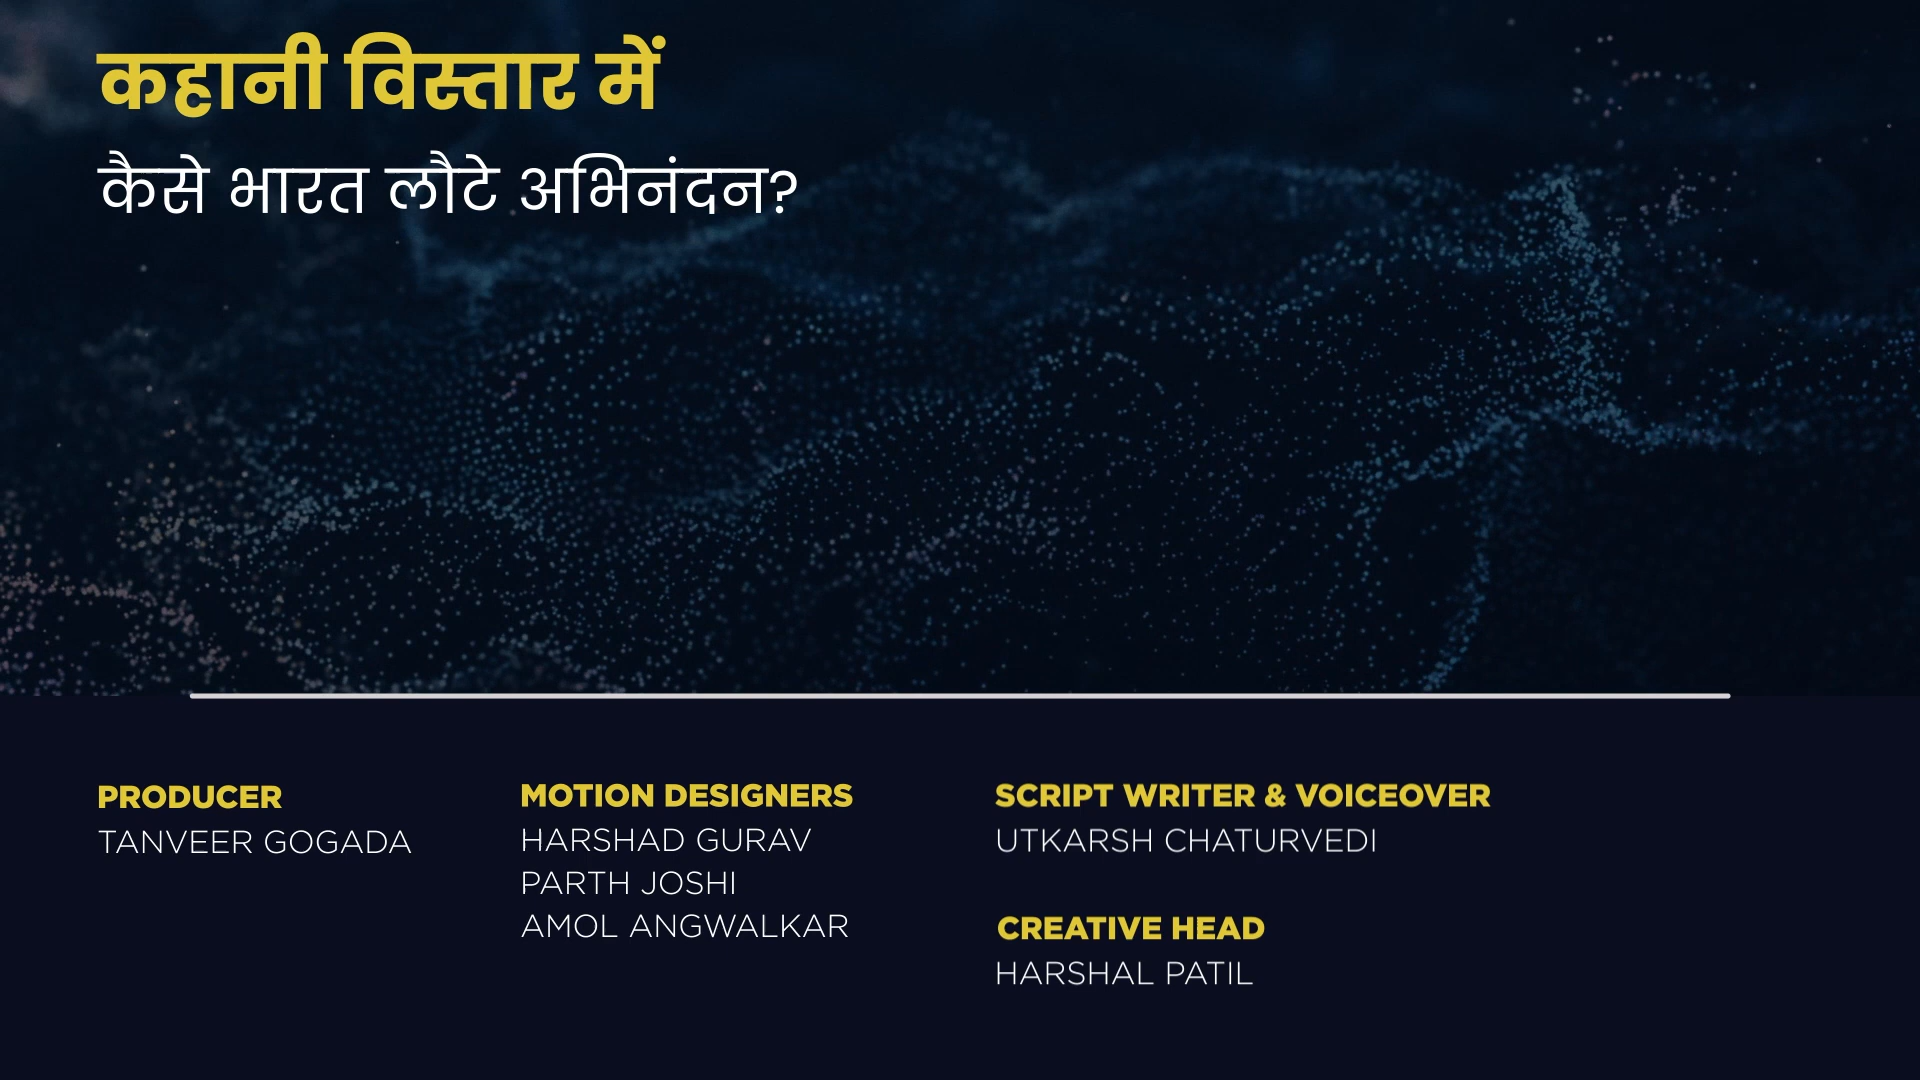 कहानी विस्तार में
कैसे भारत लौटे अभिनंदन?
PRODUCER
TANVEER GOGADA
MOTION DESIGNERS
HARSHAD GURAV
PARTH JOSHI
AMOL ANGWALKAR
SCRIPT WRITER & VOICEOVER
UTKARSH CHATURVEDI
CREATIVE HEAD
HARSHAL PATIL